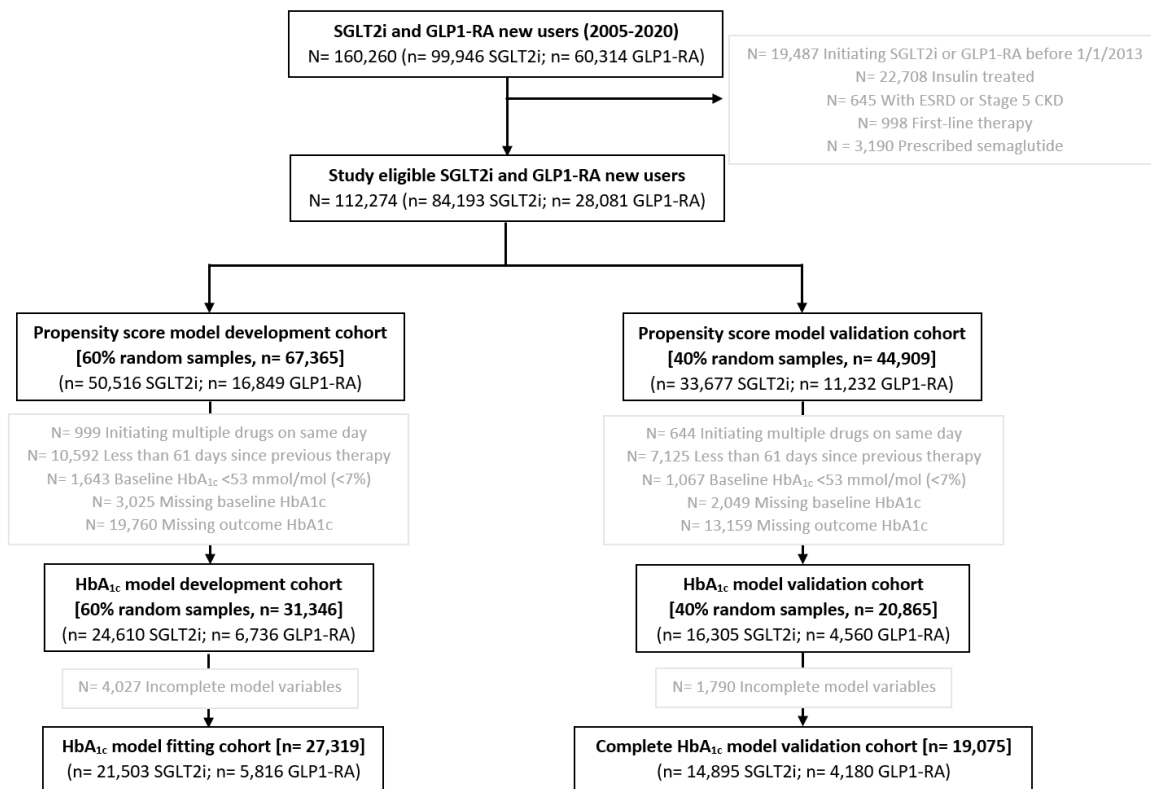 SGLT2i and GLP1-RA new users (2005-2020)
N= 160,260 (n= 99,946 SGLT2i; n= 60,314 GLP1-RA)
N= 19,487 Initiating SGLT2i or GLP1-RA before 1/1/2013
N= 22,708 Insulin treated
N= 645 With ESRD or Stage 5 CKD
N= 998 First-line therapy
N = 3,190 Prescribed semaglutide
Study eligible SGLT2i and GLP1-RA new users
N= 112,274 (n= 84,193 SGLT2i; n= 28,081 GLP1-RA)
Propensity score model development cohort
[60% random samples, n= 67,365]
(n= 50,516 SGLT2i; n= 16,849 GLP1-RA)
N= 999 Initiating multiple drugs on same day
N= 10,592 Less than 61 days since previous therapy
N= 1,643 Baseline HbA1c <53 mmol/mol (<7%)
N= 3,025 Missing baseline HbA1c
N= 19,760 Missing outcome HbA1c
HbA1c model development cohort
[60% random samples, n= 31,346]
(n= 24,610 SGLT2i; n= 6,736 GLP1-RA)
N= 4,027 Incomplete model variables
HbA1c model fitting cohort [n= 27,319]
(n= 21,503 SGLT2i; n= 5,816 GLP1-RA)
Propensity score model validation cohort
[40% random samples, n= 44,909]
(n= 33,677 SGLT2i; n= 11,232 GLP1-RA)
N= 644 Initiating multiple drugs on same day
N= 7,125 Less than 61 days since previous therapy
N= 1,067 Baseline HbA1c <53 mmol/mol (<7%)
N= 2,049 Missing baseline HbA1c
N= 13,159 Missing outcome HbA1c
HbA1c model validation cohort
[40% random samples, n= 20,865]
(n= 16,305 SGLT2i; n= 4,560 GLP1-RA)
N= 1,790 Incomplete model variables
Complete HbA1c model validation cohort [n= 19,075]
(n= 14,895 SGLT2i; n= 4,180 GLP1-RA)